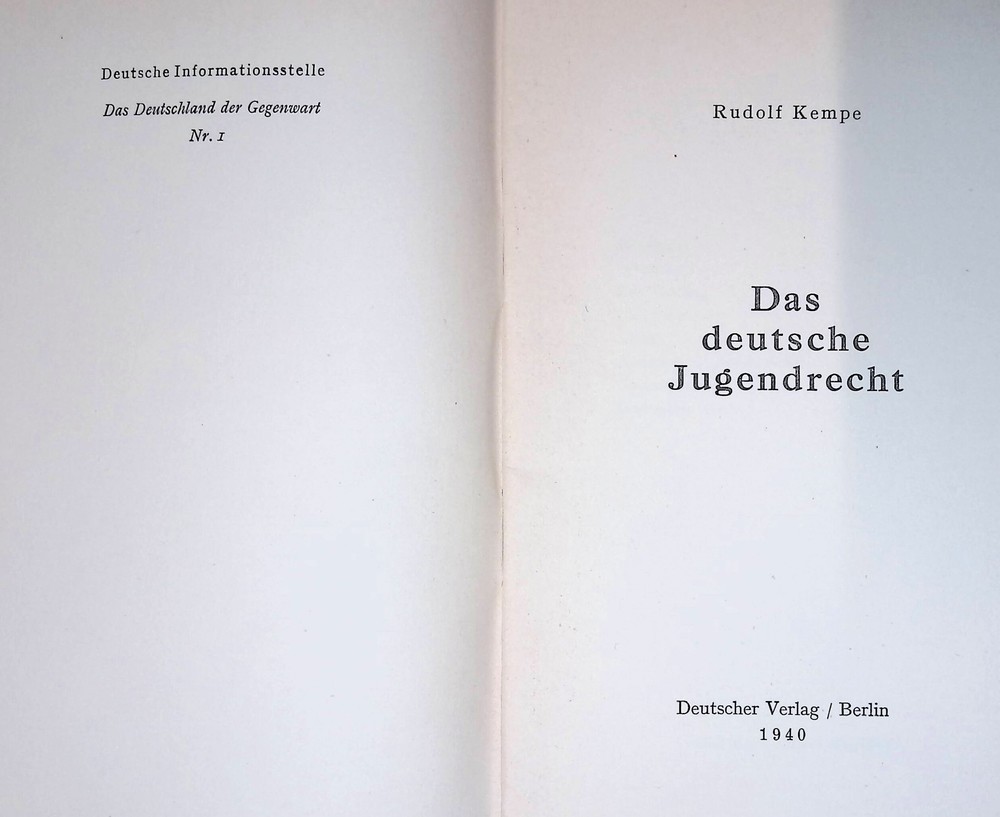 Deutsche Informationsstelle
Das Deutschland der Gegenwart
Nr. 1
Rudolf Kempe
Das
deutsche
Jugendrecht
Deutscher Verlag / Berlin
1940